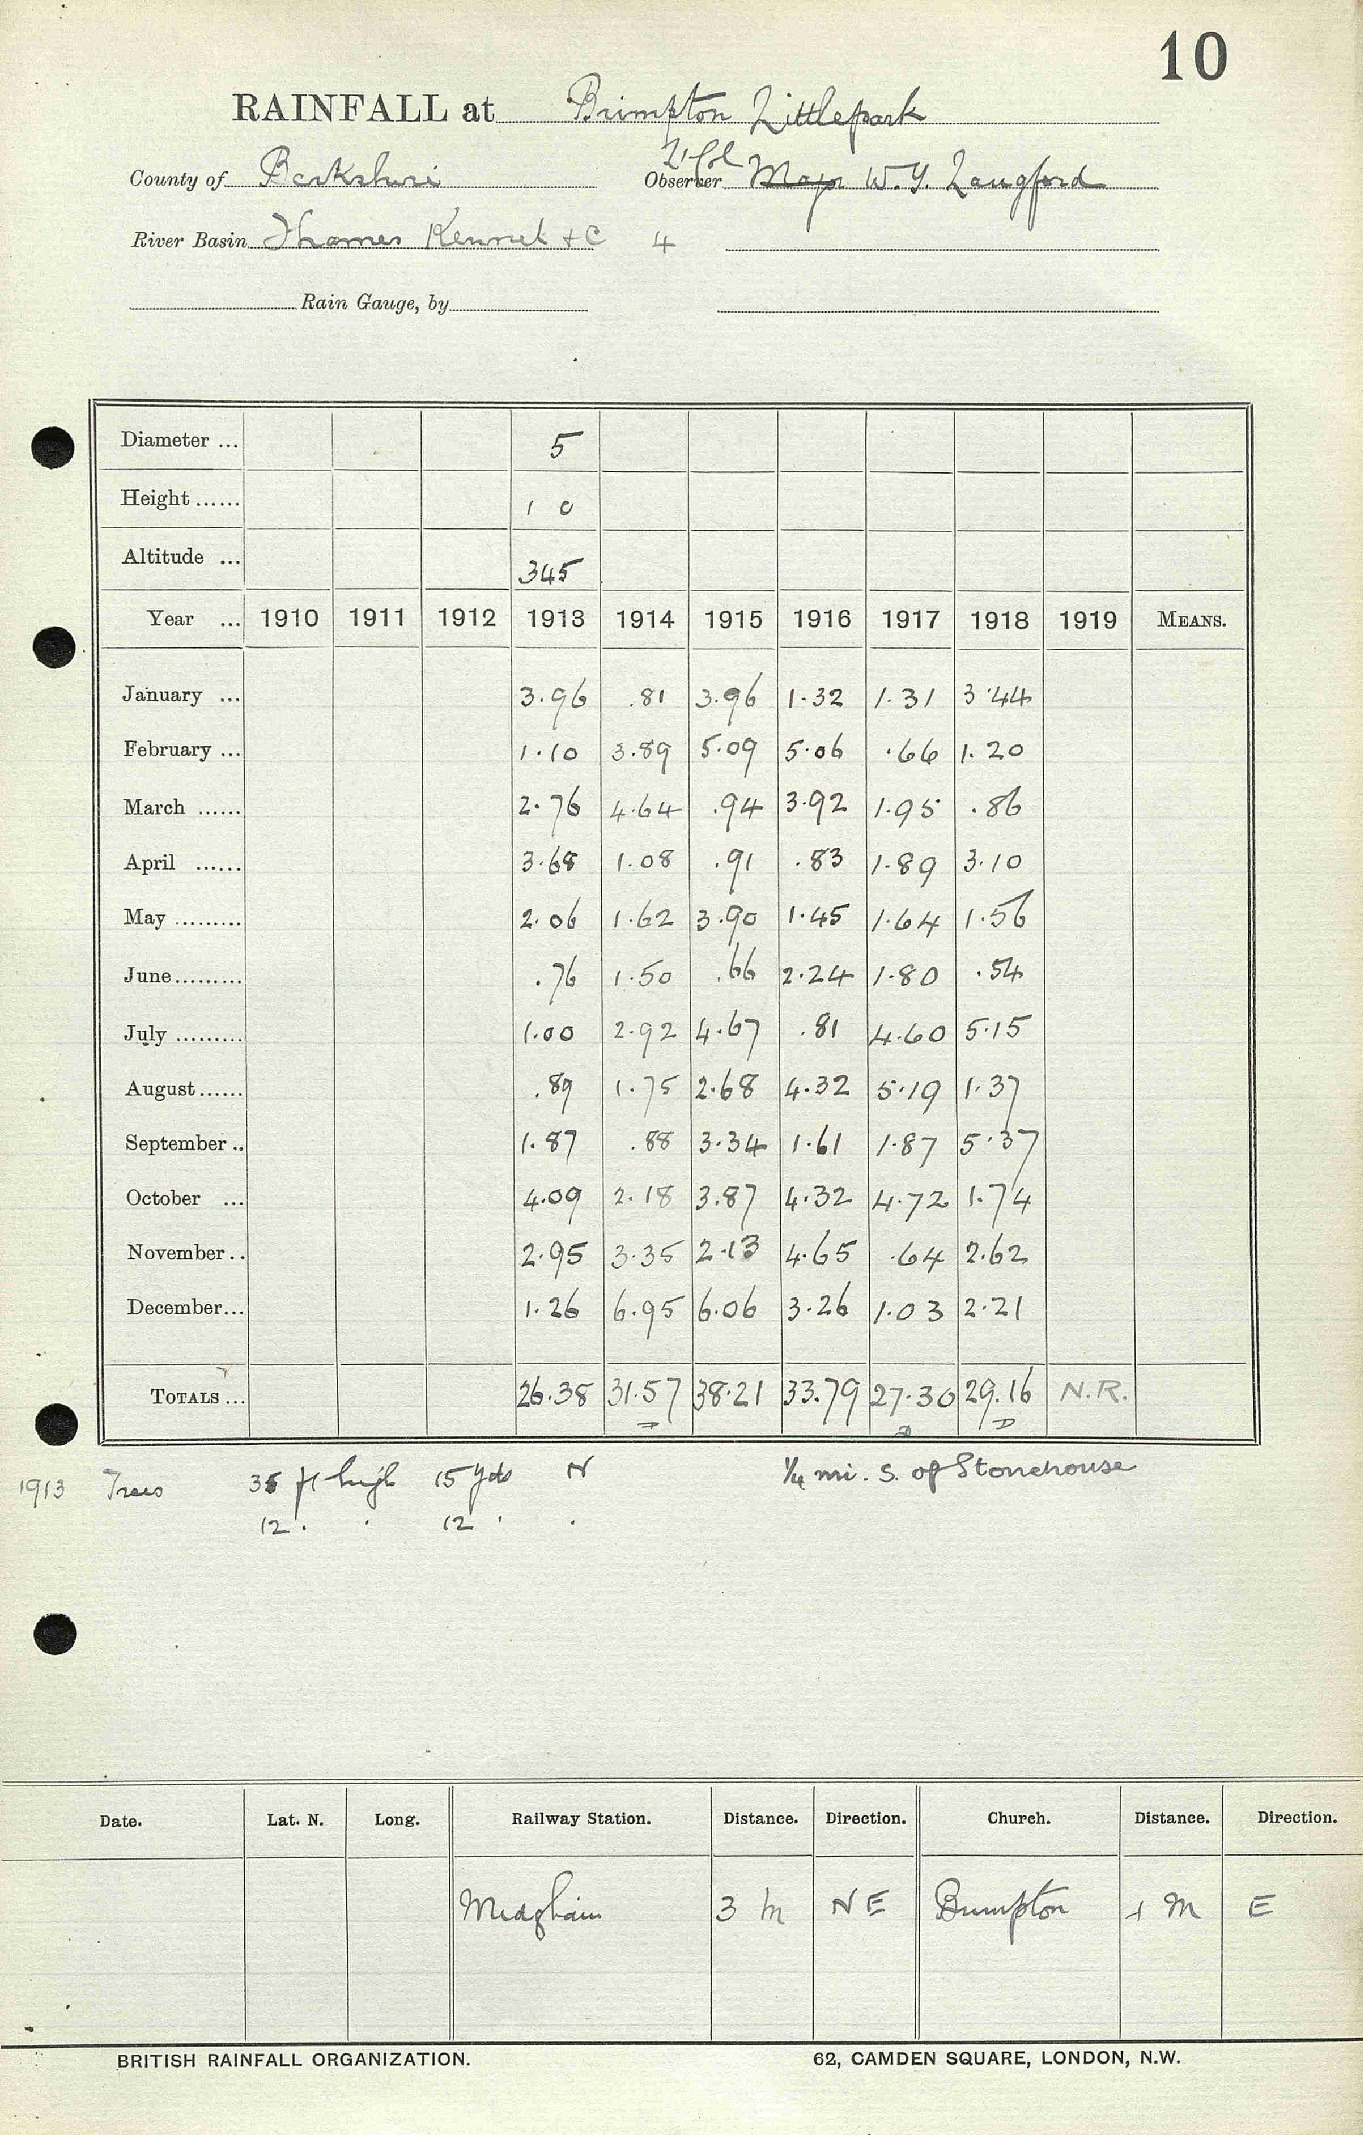 10
RAINFALL at Brimpton Littlepark
County of Berkshire Observer Lt Col Major W. Y. Langford
River Basin Thames Kennet + C 4
Rain Gauge, by
Diameter ... 5
Height ...... 1 0
Altitude ... 345
Year ... 1910 1911 1912 1913 1914 1915 1916 1917 1918 1919 MEANS.
January ... 3.96 .81 3.96 1.32 1.31 3.44
February ... 1.10 3.89 5.09 5.06 .66 1.20
March ...... 2.76 4.64 .94 3.92 1.95 .86
April ...... 3.68 1.08 .91 .83 1.89 3.10
May ......... 2.06 1.62 3.90 1.45 1.64 1.56
June......... .76 1.50 .66 2.24 1.80 .54
July ......... 1.00 2.92 4.67 .81 4.60 5.15
August...... .89 1.75 2.68 4.32 5.19 1.37
September .. 1.87 .88 3.34 1.61 1.87 5.37
October ... 4.09 2.18 3.87 4.32 4.72 1.74
November .. 2.95 3.35 2.13 4.65 .64 2.62
December... 1.26 6.95 6.06 3.26 1.03 2.21
TOTALS ... 26.38 31.57 38.21 33.79 27.30 29.16 N.R.
1913 Trees 35 ft high 15 yds N 1/4 mi. S. of Stonehouse
12 . . 12 . .
Date. Lat. N. Long. Railway Station. Distance. Direction. Church. Distance. Direction.
Midgham 3 m N E Brimpton 1 m E
BRITISH RAINFALL ORGANIZATION. 62, CAMDEN SQUARE, LONDON, N.W.